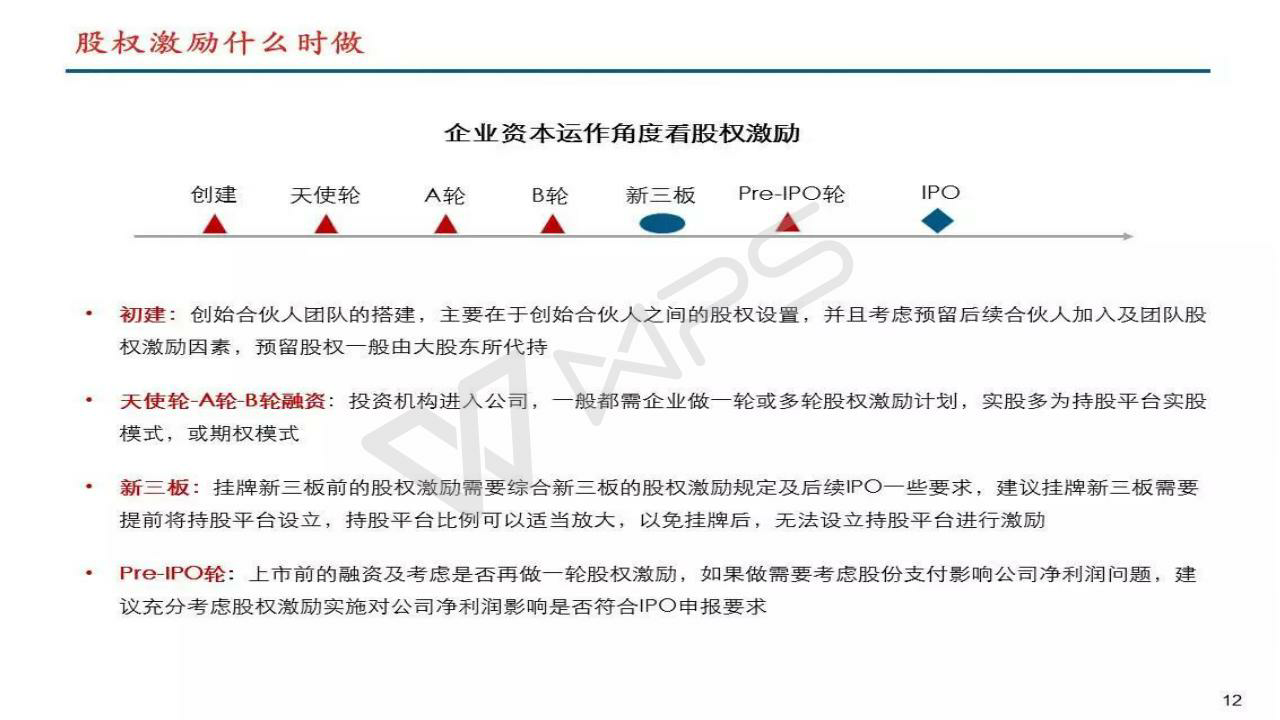 股权激励什么时做
企业资本运作角度看股权激励
创建 天使轮 A轮 B轮 新三板 Pre-IPO轮 IPO
• 初建：创始合伙人团队的搭建，主要在于创始合伙人之间的股权设置，并且考虑预留后续合伙人加入及团队股
权激励因素，预留股权一般由大股东所代持
• 天使轮-A轮-B轮融资：投资机构进入公司，一般都需企业做一轮或多轮股权激励计划，实股多为持股平台实股
模式，或期权模式
• 新三板：挂牌新三板前的股权激励需要综合新三板的股权激励规定及后续IPO一些要求，建议挂牌新三板需要
提前将持股平台设立，持股平台比例可以适当放大，以免挂牌后，无法设立持股平台进行激励
• Pre-IPO轮：上市前的融资及考虑是否再做一轮股权激励，如果做需要考虑股份支付影响公司净利润问题，建
议充分考虑股权激励实施对公司净利润影响是否符合IPO申报要求
WPS
12